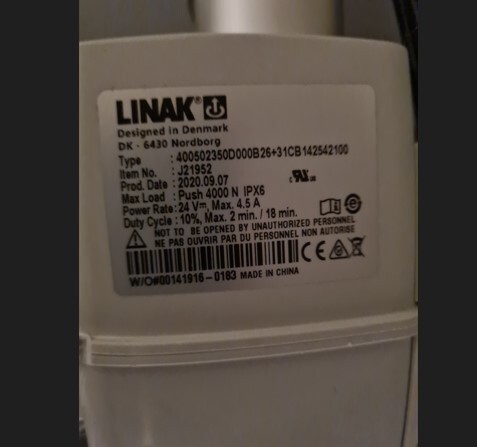 LINAK®
Designed in Denmark
DK - 6430 Nordborg
Type : 400502350D000B26+31CB142542100
Item No. : J21952
Prod. Date : 2020.09.07
Max Load : Push 4000 N IPX6
Power Rate : 24 V⎓, Max. 4.5 A
Duty Cycle : 10%, Max. 2 min. / 18 min.
NOT TO BE OPENED BY UNAUTHORIZED PERSONNEL
NE PAS OUVRIR PAR DU PERSONNEL NON AUTORISE
W/O#00141916-0183 MADE IN CHINA